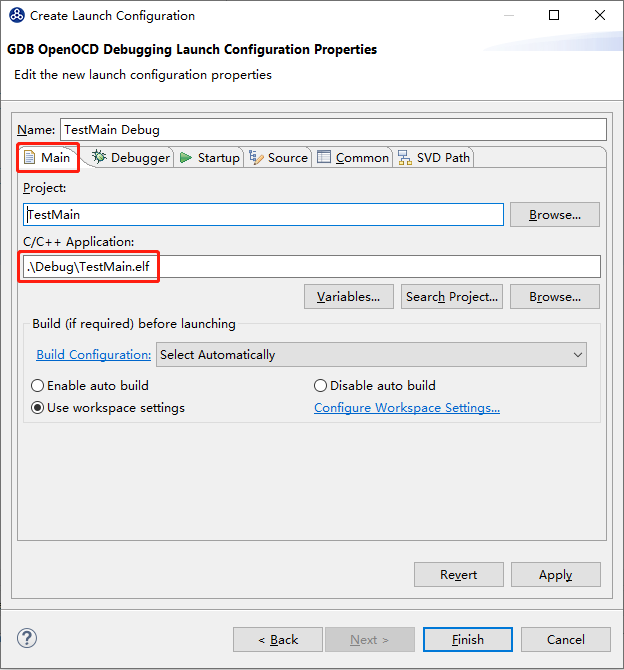 Create Launch Configuration
GDB OpenOCD Debugging Launch Configuration Properties
Edit the new launch configuration properties
Name: TestMain Debug
Main Debugger Startup Source Common SVD Path
Project:
TestMain Browse...
C/C++ Application:
.\Debug\TestMain.elf
Variables... Search Project... Browse...
Build (if required) before launching
Build Configuration: Select Automatically
Enable auto build Disable auto build
Use workspace settings Configure Workspace Settings...
Revert Apply
? < Back Next > Finish Cancel